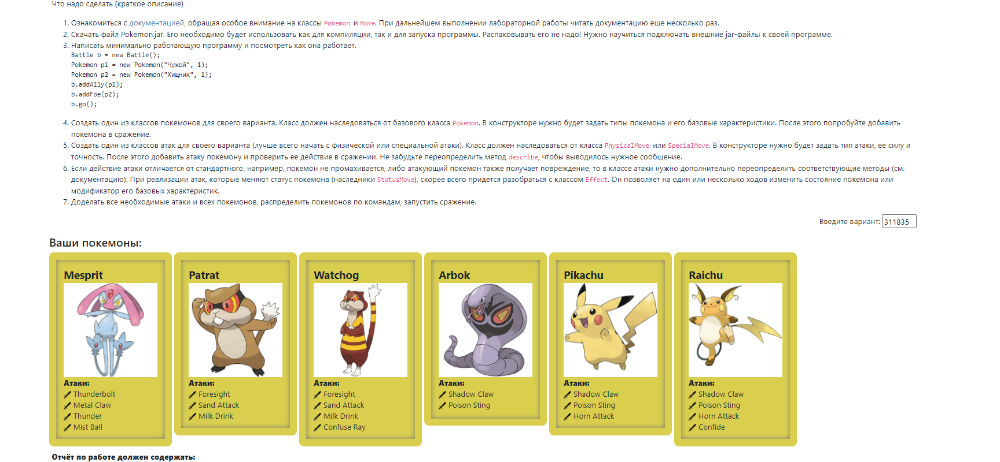 Что надо сделать (краткое описание)
1. Ознакомиться с документацией, обращая особое внимание на классы Pokemon и Move. При дальнейшем выполнении лабораторной работы читать документацию еще несколько раз.
2. Скачать файл Pokemon.jar. Его необходимо будет использовать как для компиляции, так и для запуска программы. Распаковывать его не надо! Нужно научиться подключать внешние jar-файлы к своей программе.
3. Написать минимально работающую программу и посмотреть как она работает.
Battle b = new Battle();
Pokemon p1 = new Pokemon("Чужой", 1);
Pokemon p2 = new Pokemon("Хищник", 1);
b.addAlly(p1);
b.addFoe(p2);
b.go();
4. Создать один из классов покемонов для своего варианта. Класс должен наследоваться от базового класса Pokemon. В конструкторе нужно будет задать типы покемона и его базовые характеристики. После этого попробуйте добавить
покемона в сражение.
5. Создать один из классов атак для своего варианта (лучше всего начать с физической или специальной атаки). Класс должен наследоваться от класса PhysicalMove или SpecialMove. В конструкторе нужно будет задать тип атаки, ее силу и
точность. После этого добавить атаку покемону и проверить ее действие в сражении. Не забудьте переопределить метод describe, чтобы выводилось нужное сообщение.
6. Если действие атаки отличается от стандартного, например, покемон не промахивается, либо атакующий покемон также получает повреждение, то в классе атаки нужно дополнительно переопределить соответствующие методы (см.
документацию). При реализации атак, которые меняют статус покемона (наследники StatusMove), скорее всего придется разобраться с классом Effect. Он позволяет на один или несколько ходов изменить состояние покемона или
модификатор его базовых характеристик.
7. Доделать все необходимые атаки и всех покемонов, распределить покемонов по командам, запустить сражение.
Введите вариант: 311835
Ваши покемоны:
Mesprit
Атаки:
Thunderbolt
Metal Claw
Thunder
Mist Ball
Patrat
Атаки:
Foresight
Sand Attack
Milk Drink
Watchog
Атаки:
Foresight
Sand Attack
Milk Drink
Confuse Ray
Arbok
Атаки:
Shadow Claw
Poison Sting
Pikachu
Атаки:
Shadow Claw
Poison Sting
Horn Attack
Raichu
Атаки:
Shadow Claw
Poison Sting
Horn Attack
Confide
Отчёт по работе должен содержать: